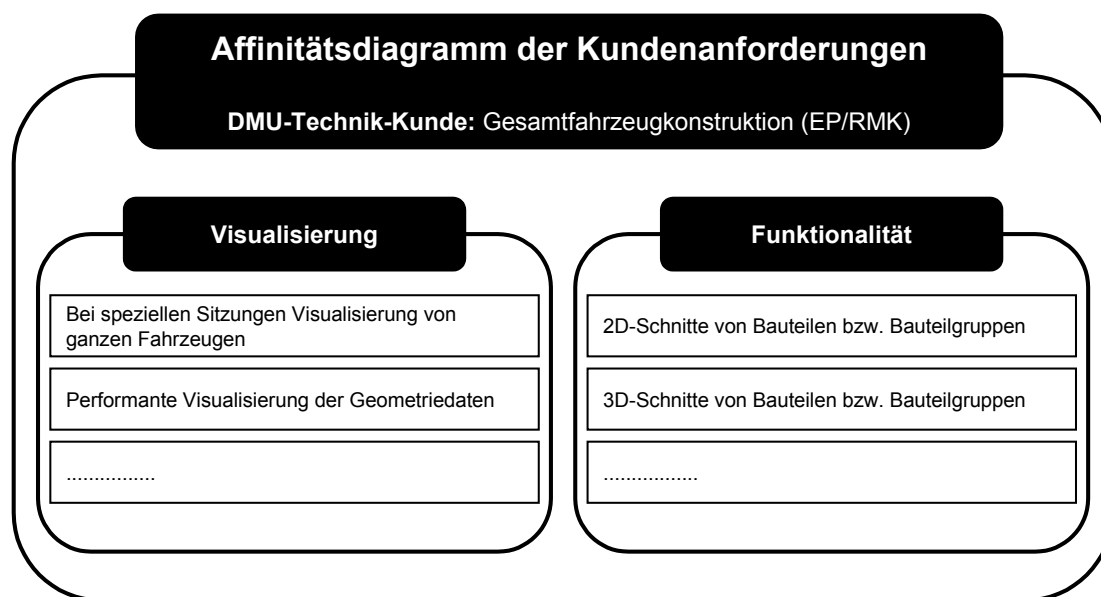 Affinitätsdiagramm der Kundenanforderungen
DMU-Technik-Kunde: Gesamtfahrzeugkonstruktion (EP/RMK)
Visualisierung
Bei speziellen Sitzungen Visualisierung von
ganzen Fahrzeugen
Performante Visualisierung der Geometriedaten
................
Funktionalität
2D-Schnitte von Bauteilen bzw. Bauteilgruppen
3D-Schnitte von Bauteilen bzw. Bauteilgruppen
.................